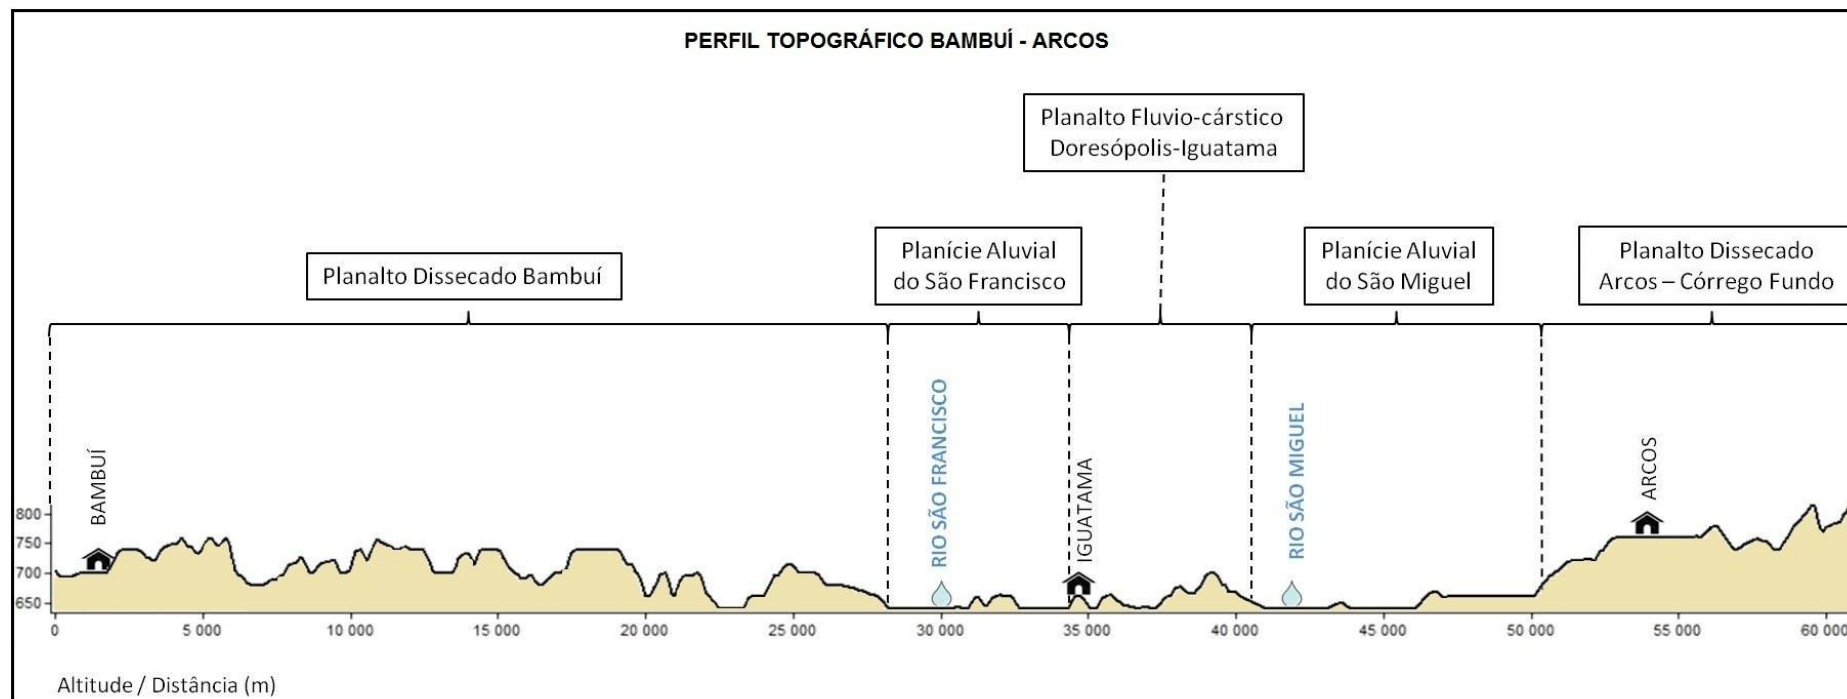 PERFIL TOPOGRÁFICO BAMBUÍ - ARCOS
Planalto Fluvio-cárstico
Doresópolis-Iguatama
Planalto Dissecado Bambuí
Planície Aluvial
do São Francisco
Planície Aluvial
do São Miguel
Planalto Dissecado
Arcos – Córrego Fundo
BAMBUÍ
RIO SÃO FRANCISCO
IGUATAMA
RIO SÃO MIGUEL
ARCOS
800
750
700
650
0
5 000
10 000
15 000
20 000
25 000
30 000
35 000
40 000
45 000
50 000
55 000
60 000
Altitude / Distância (m)